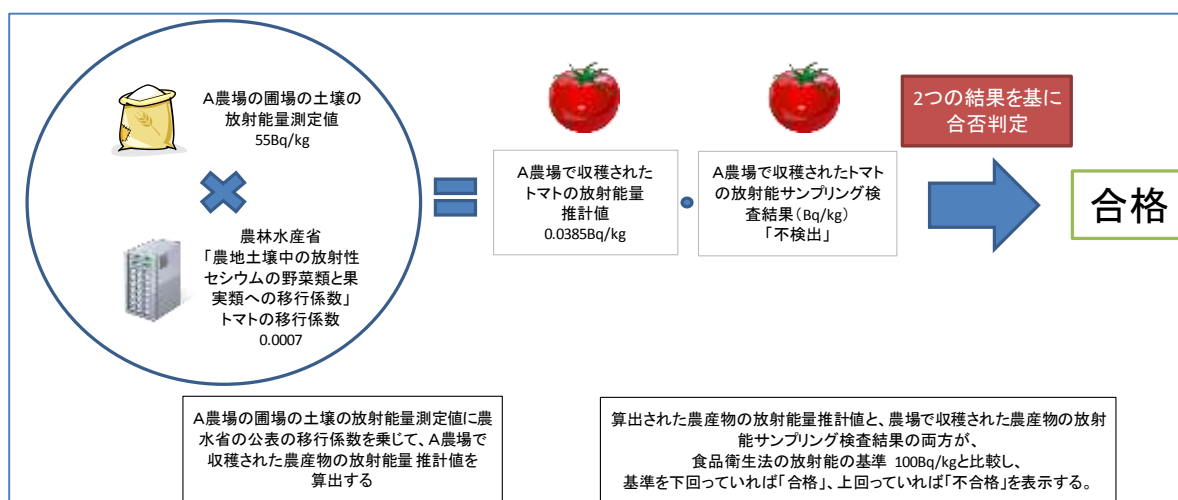 A農場の圃場の土壌の
放射能量測定値
55Bq/kg
農林水産省
「農地土壌中の放射性
セシウムの野菜類と果
実類への移行係数」
トマトの移行係数
0.0007
A農場で収穫された
トマトの放射能量
推計値
0.0385Bq/kg
A農場で収穫されたトマト
の放射能サンプリング検
査結果(Bq/kg)
「不検出」
2つの結果を基に
合否判定
合格
A農場の圃場の土壌の放射能量測定値に農
水省の公表の移行係数を乗じて、A農場で
収穫された農産物の放射能量 推計値を
算出する
算出された農産物の放射能量推計値と、農場で収穫された農産物の放射
能サンプリング検査結果の両方が、
食品衛生法の放射能の基準 100Bq/kgと比較し、
基準を下回っていれば「合格」、上回っていれば「不合格」を表示する。